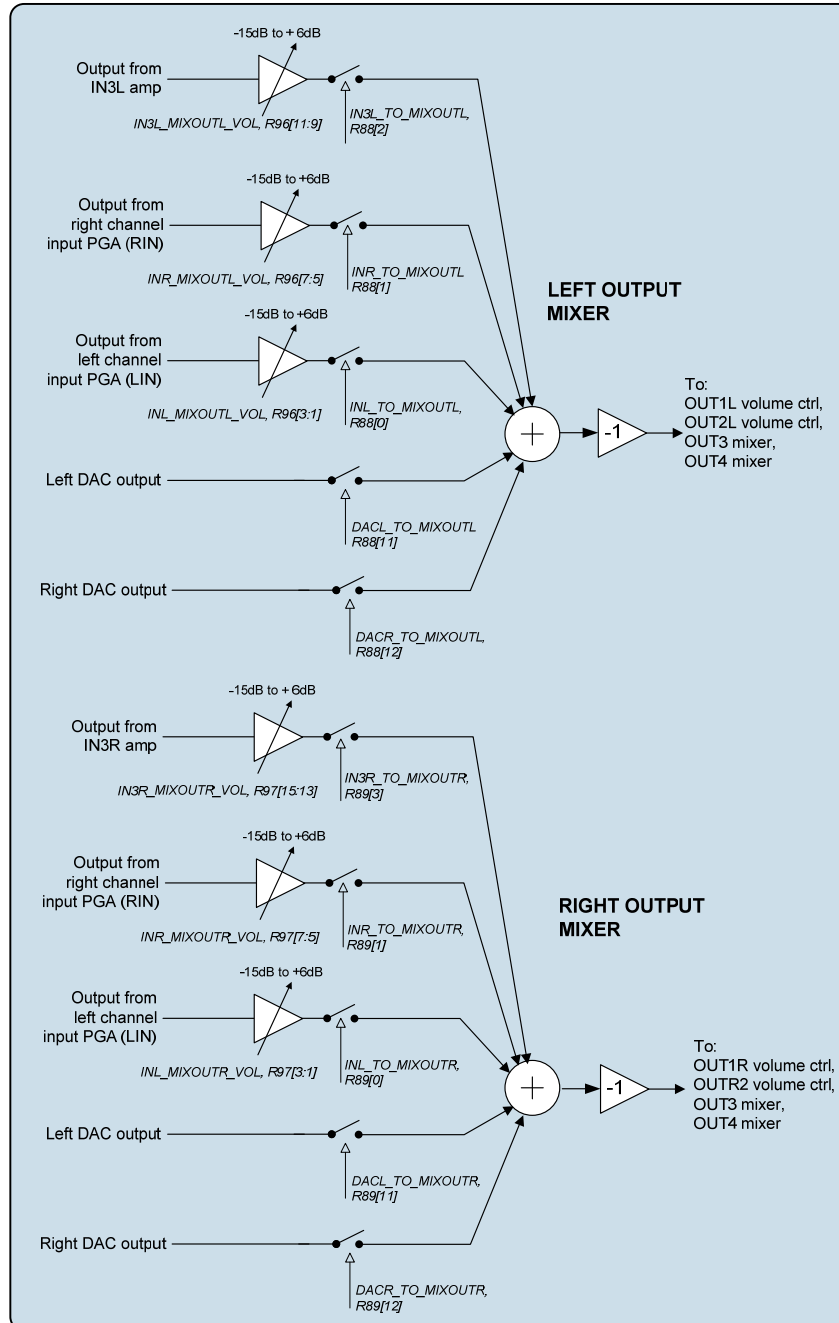 -15dB to + 6dB
Output from
IN3L amp
IN3L_MIXOUTL_VOL, R96[11:9]
IN3L_TO_MIXOUTL,
R88[2]
-15dB to +6dB
Output from
right channel
input PGA (RIN)
INR_MIXOUTL_VOL, R96[7:5]
INR_TO_MIXOUTL
R88[1]
LEFT OUTPUT
MIXER
-15dB to +6dB
Output from
left channel
input PGA (LIN)
INL_MIXOUTL_VOL, R96[3:1]
INL_TO_MIXOUTL,
R88[0]
+
-1
To:
OUT1L volume ctrl,
OUT2L volume ctrl,
OUT3 mixer,
OUT4 mixer
Left DAC output
DACL_TO_MIXOUTL
R88[11]
Right DAC output
DACR_TO_MIXOUTL,
R88[12]
-15dB to + 6dB
Output from
IN3R amp
IN3R_MIXOUTR_VOL, R97[15:13]
IN3R_TO_MIXOUTR,
R89[3]
-15dB to +6dB
Output from
right channel
input PGA (RIN)
INR_MIXOUTR_VOL, R97[7:5]
INR_TO_MIXOUTR,
R89[1]
RIGHT OUTPUT
MIXER
-15dB to +6dB
Output from
left channel
input PGA (LIN)
INL_MIXOUTR_VOL, R97[3:1]
INL_TO_MIXOUTR,
R89[0]
+
-1
To:
OUT1R volume ctrl,
OUTR2 volume ctrl,
OUT3 mixer,
OUT4 mixer
Left DAC output
DACL_TO_MIXOUTR,
R89[11]
Right DAC output
DACR_TO_MIXOUTR,
R89[12]